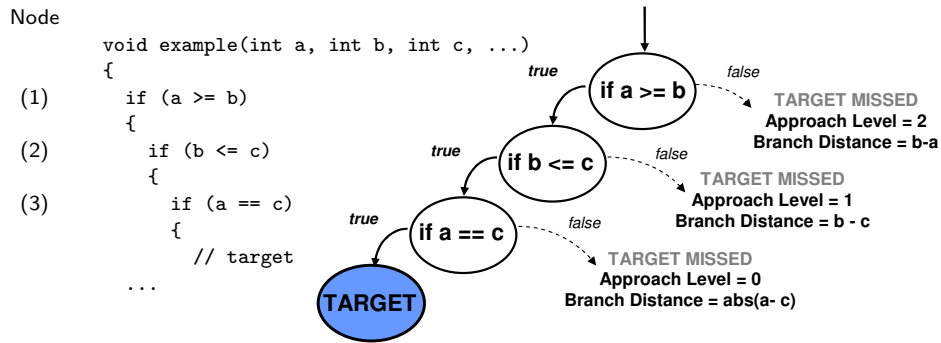 Node
void example(int a, int b, int c, ...)
{
(1) if (a >= b)
{
(2) if (b <= c)
{
(3) if (a == c)
{
// target
...
if a >= b
true
false
TARGET MISSED
Approach Level = 2
Branch Distance = b-a
if b <= c
true
false
TARGET MISSED
Approach Level = 1
Branch Distance = b - c
if a == c
true
false
TARGET MISSED
Approach Level = 0
Branch Distance = abs(a- c)
TARGET